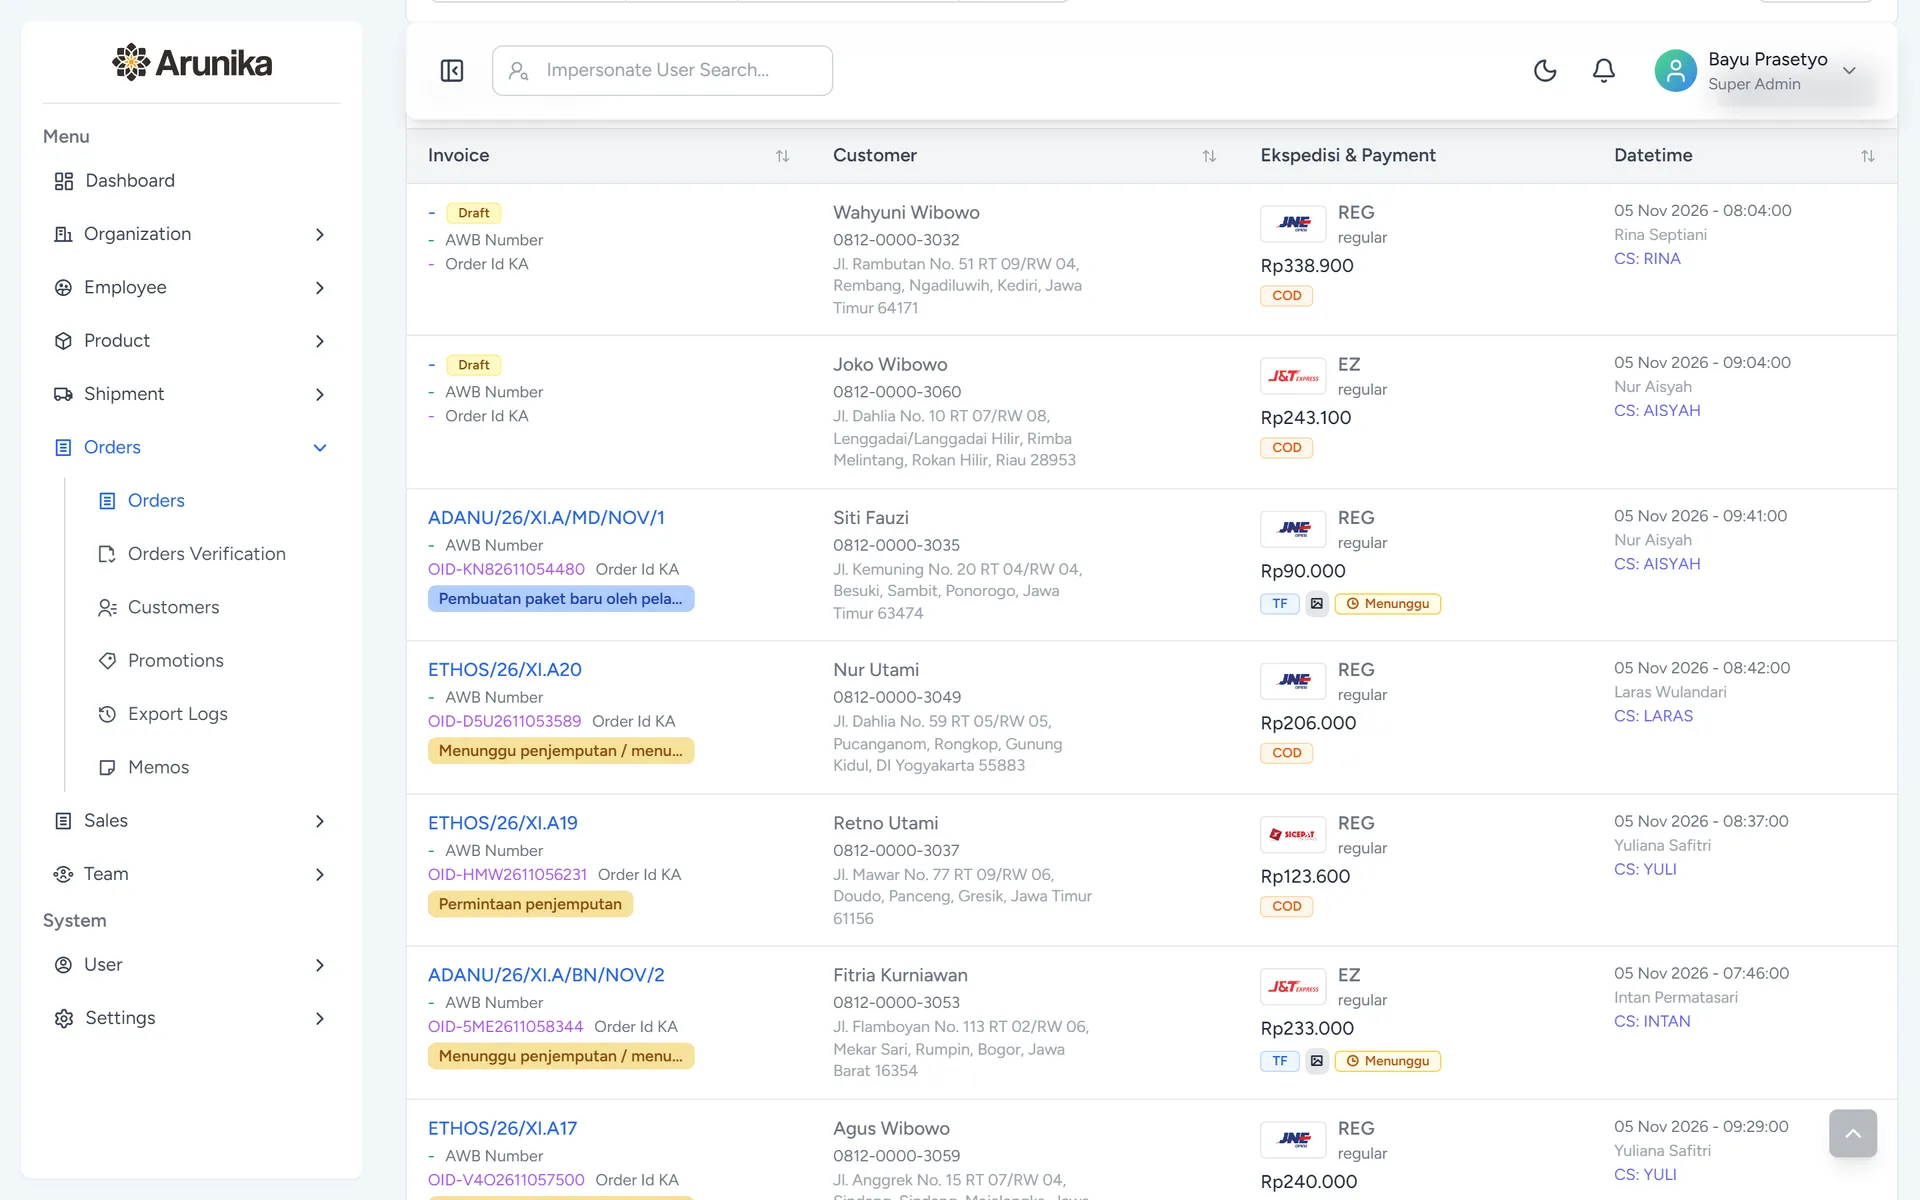 Arunika
Menu
Dashboard
Organization
Employee
Product
Shipment
Orders
Orders
Orders Verification
Customers
Promotions
Export Logs
Memos
Sales
Team
System
User
Settings
Impersonate User Search...
Bayu Prasetyo
Super Admin
Invoice
Customer
Ekspedisi & Payment
Datetime
- Draft
- AWB Number
- Order Id KA
Wahyuni Wibowo
0812-0000-3032
Jl. Rambutan No. 51 RT 09/RW 04,
Rembang, Ngadiluwih, Kediri, Jawa
Timur 64171
JNE EXPRESS
REG
regular
Rp338.900
COD
05 Nov 2026 - 08:04:00
Rina Septiani
CS: RINA
- Draft
- AWB Number
- Order Id KA
Joko Wibowo
0812-0000-3060
Jl. Dahlia No. 10 RT 07/RW 08,
Lenggadai/Langgadai Hilir, Rimba
Melintang, Rokan Hilir, Riau 28953
J&T EXPRESS
EZ
regular
Rp243.100
COD
05 Nov 2026 - 09:04:00
Nur Aisyah
CS: AISYAH
ADANU/26/XI.A/MD/NOV/1
- AWB Number
OID-KN82611054480 Order Id KA
Pembuatan paket baru oleh pela...
Siti Fauzi
0812-0000-3035
Jl. Kemuning No. 20 RT 04/RW 04,
Besuki, Sambit, Ponorogo, Jawa
Timur 63474
JNE EXPRESS
REG
regular
Rp90.000
TF Menunggu
05 Nov 2026 - 09:41:00
Nur Aisyah
CS: AISYAH
ETHOS/26/XI.A20
- AWB Number
OID-D5U2611053589 Order Id KA
Menunggu penjemputan / menu...
Nur Utami
0812-0000-3049
Jl. Dahlia No. 59 RT 05/RW 05,
Pucanganom, Rongkop, Gunung
Kidul, DI Yogyakarta 55883
JNE EXPRESS
REG
regular
Rp206.000
COD
05 Nov 2026 - 08:42:00
Laras Wulandari
CS: LARAS
ETHOS/26/XI.A19
- AWB Number
OID-HMW2611056231 Order Id KA
Permintaan penjemputan
Retno Utami
0812-0000-3037
Jl. Mawar No. 77 RT 09/RW 06,
Doudo, Panceng, Gresik, Jawa Timur
61156
SICEPAT
REG
regular
Rp123.600
COD
05 Nov 2026 - 08:37:00
Yuliana Safitri
CS: YULI
ADANU/26/XI.A/BN/NOV/2
- AWB Number
OID-5ME2611058344 Order Id KA
Menunggu penjemputan / menu...
Fitria Kurniawan
0812-0000-3053
Jl. Flamboyan No. 113 RT 02/RW 06,
Mekar Sari, Rumpin, Bogor, Jawa
Barat 16354
J&T EXPRESS
EZ
regular
Rp233.000
TF Menunggu
05 Nov 2026 - 07:46:00
Intan Permatasari
CS: INTAN
ETHOS/26/XI.A17
- AWB Number
OID-V4O2611057500 Order Id KA
Agus Wibowo
0812-0000-3059
Jl. Anggrek No. 15 RT 07/RW 04,
JNE EXPRESS
REG
regular
Rp240.000
05 Nov 2026 - 09:29:00
Yuliana Safitri
CS: YULI